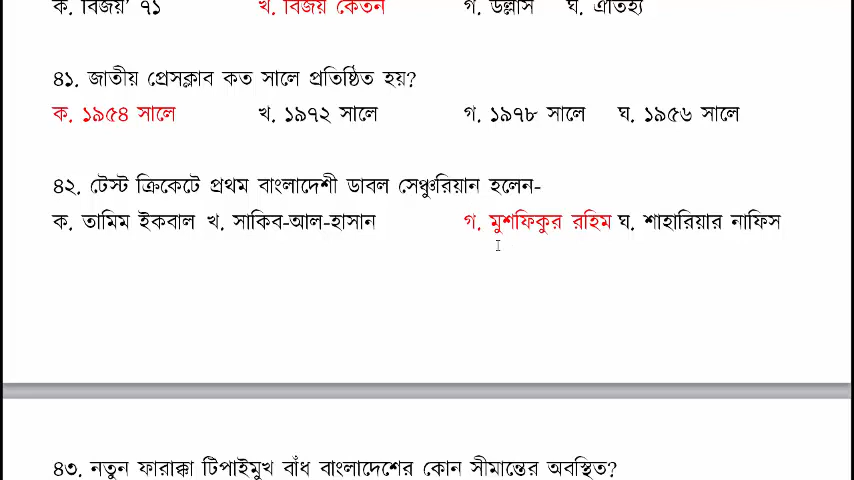 ক. বিজয়' ৭১ খ. বিজয় কেতন গ. উল্লাস ঘ. ঐতিহ্য
৪১. জাতীয় প্রেসক্লাব কত সালে প্রতিষ্ঠিত হয়?
ক. ১৯৫৪ সালে খ. ১৯৭২ সালে গ. ১৯৭৮ সালে ঘ. ১৯৫৬ সালে
৪২. টেস্ট ক্রিকেটে প্রথম বাংলাদেশী ডাবল সেঞ্চুরিয়ান হলেন-
ক. তামিম ইকবাল খ. সাকিব-আল-হাসান গ. মুশফিকুর রহিম ঘ. শাহারিয়ার নাফিস
৪৩. নতুন ফারাক্কা টিপাইমুখ বাঁধ বাংলাদেশের কোন সীমান্তের অবস্থিত?